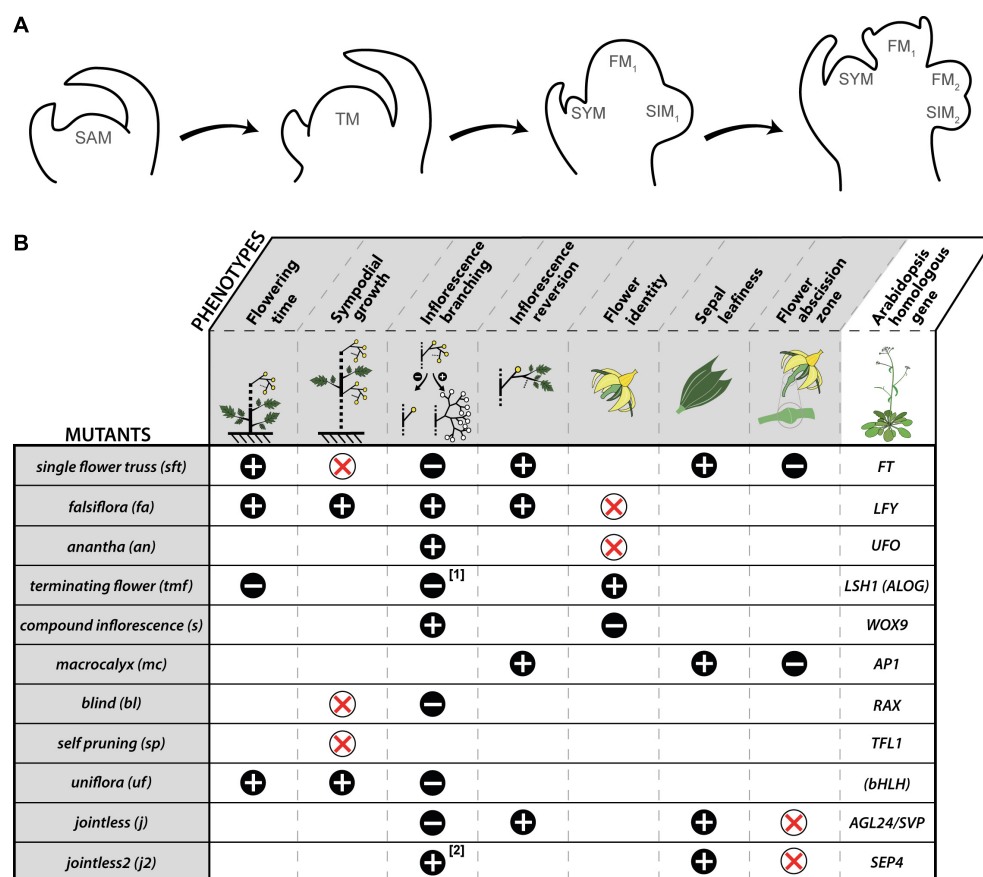 A
SAM
TM
FM1
SYM
SIM1
FM1
SYM
FM2
SIM2
B
PHENOTYPES
Flowering time
Sympodial growth
Inflorescence branching
Inflorescence reversion
Flower identity
Sepal leafiness
Flower abscission zone
Arabidopsis homologous gene
MUTANTS
single flower truss (sft) FT
falsiflora (fa) LFY
anantha (an) UFO
terminating flower (tmf) [1] LSH1 (ALOG)
compound inflorescence (s) WOX9
macrocalyx (mc) AP1
blind (bl) RAX
self pruning (sp) TFL1
uniflora (uf) (bHLH)
jointless (j) AGL24/SVP
jointless2 (j2) [2] SEP4